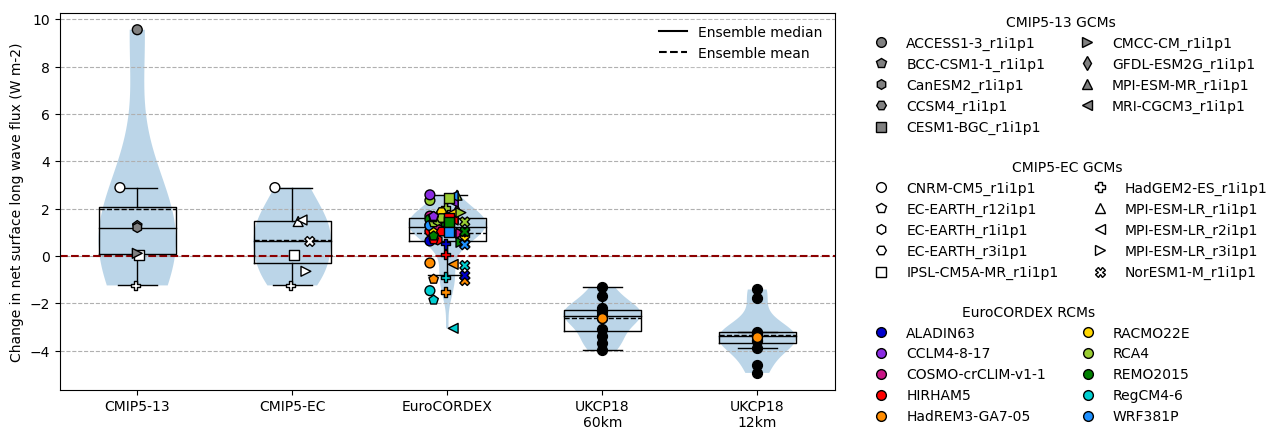 Change in net surface long wave flux (W m-2)
10
8
6
4
2
0
−2
−4
Ensemble median
Ensemble mean
CMIP5-13
CMIP5-EC
EuroCORDEX
UKCP18
60km
UKCP18
12km
CMIP5-13 GCMs
ACCESS1-3_r1i1p1
BCC-CSM1-1_r1i1p1
CanESM2_r1i1p1
CCSM4_r1i1p1
CESM1-BGC_r1i1p1
CMCC-CM_r1i1p1
GFDL-ESM2G_r1i1p1
MPI-ESM-MR_r1i1p1
MRI-CGCM3_r1i1p1
CMIP5-EC GCMs
CNRM-CM5_r1i1p1
EC-EARTH_r12i1p1
EC-EARTH_r1i1p1
EC-EARTH_r3i1p1
IPSL-CM5A-MR_r1i1p1
HadGEM2-ES_r1i1p1
MPI-ESM-LR_r1i1p1
MPI-ESM-LR_r2i1p1
MPI-ESM-LR_r3i1p1
NorESM1-M_r1i1p1
EuroCORDEX RCMs
ALADIN63
CCLM4-8-17
COSMO-crCLIM-v1-1
HIRHAM5
HadREM3-GA7-05
RACMO22E
RCA4
REMO2015
RegCM4-6
WRF381P